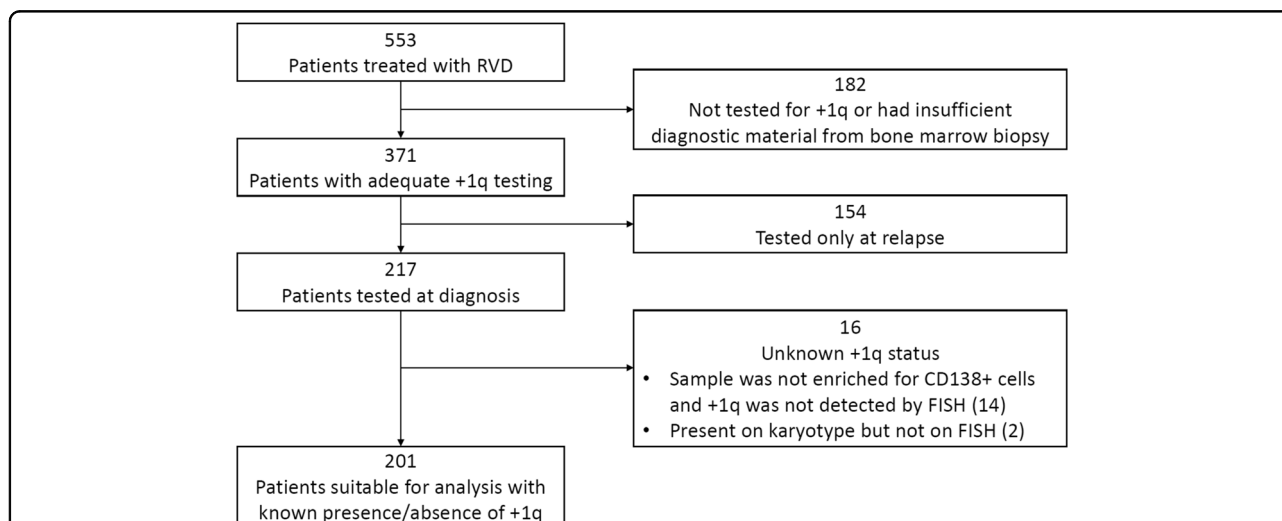 553
Patients treated with RVD
182
Not tested for +1q or had insufficient
diagnostic material from bone marrow biopsy
371
Patients with adequate +1q testing
154
Tested only at relapse
217
Patients tested at diagnosis
16
Unknown +1q status
• Sample was not enriched for CD138+ cells
and +1q was not detected by FISH (14)
• Present on karyotype but not on FISH (2)
201
Patients suitable for analysis with
known presence/absence of +1q